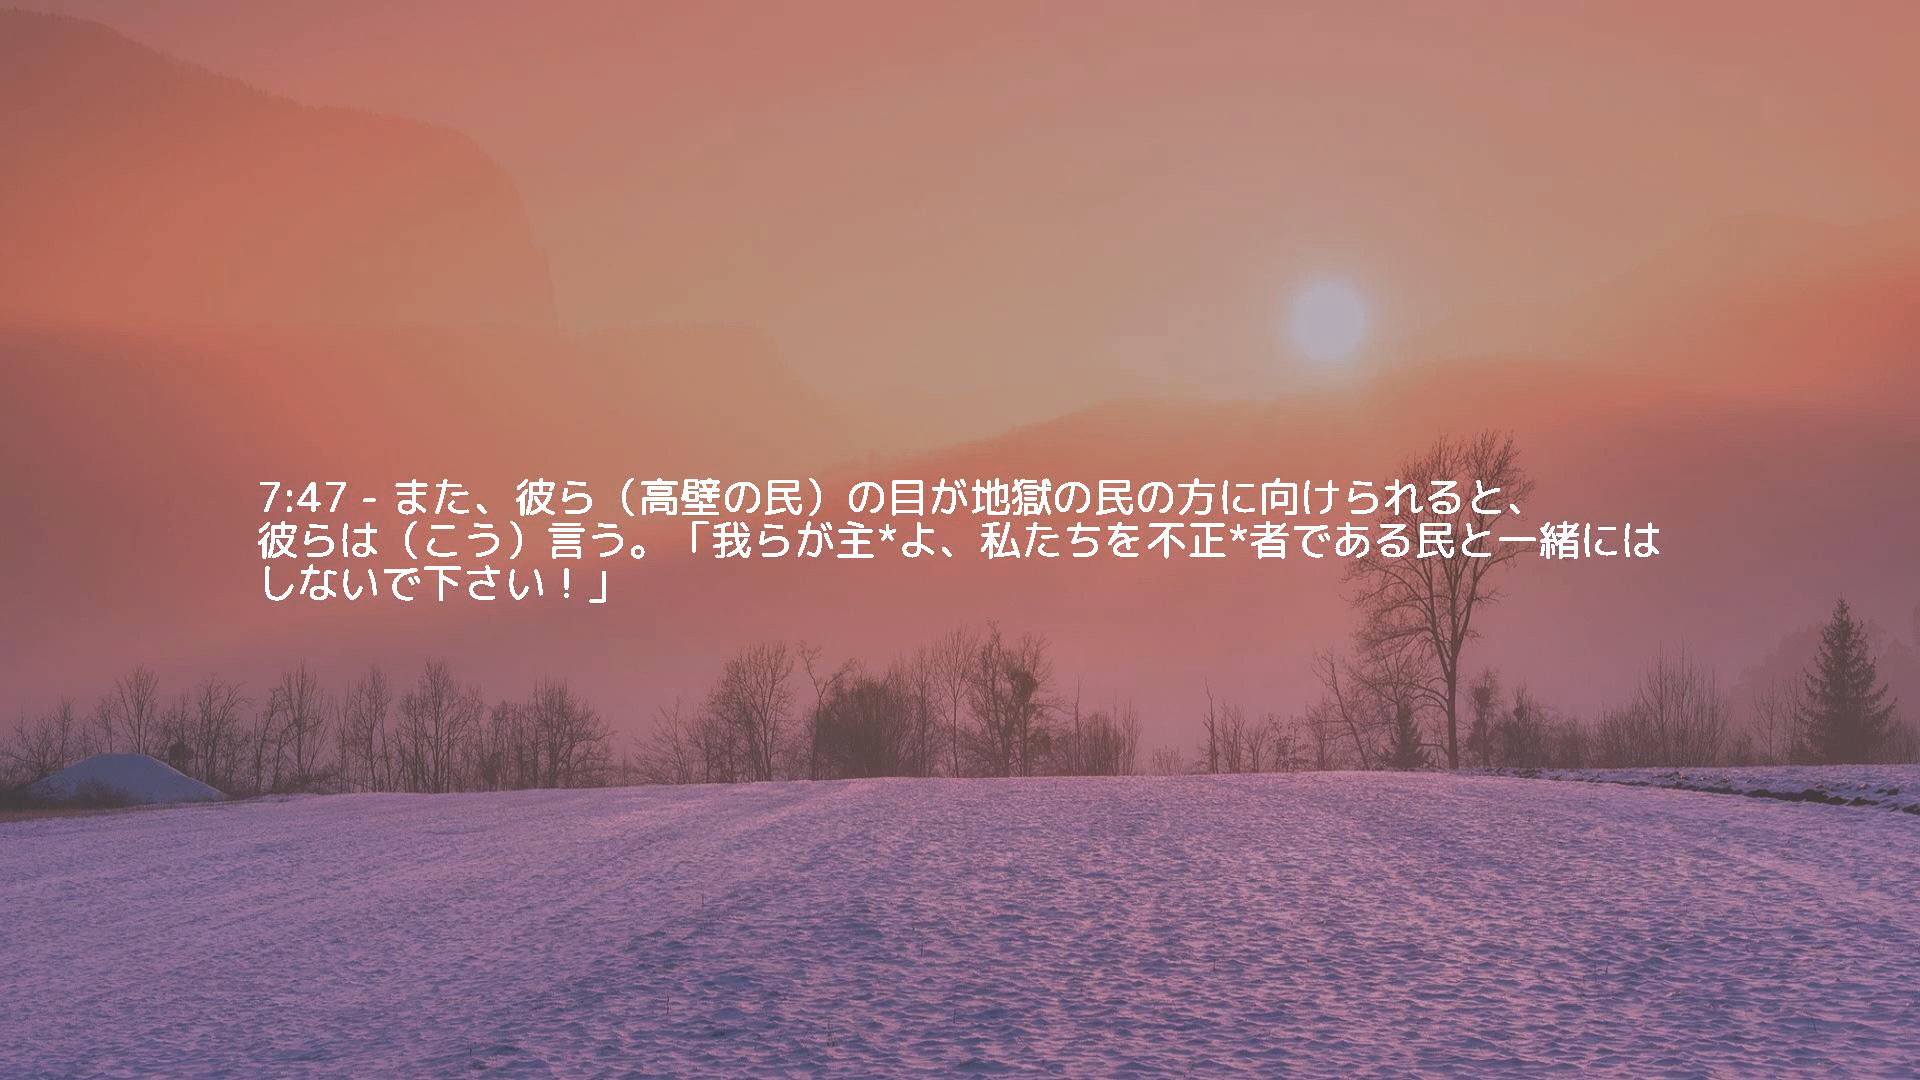 7:47 - また、彼ら（高壁の民）の目が地獄の民の方に向けられると、
彼らは（こう）言う。「我らが主*よ、私たちを不正*者である民と一緒には
しないで下さい！」